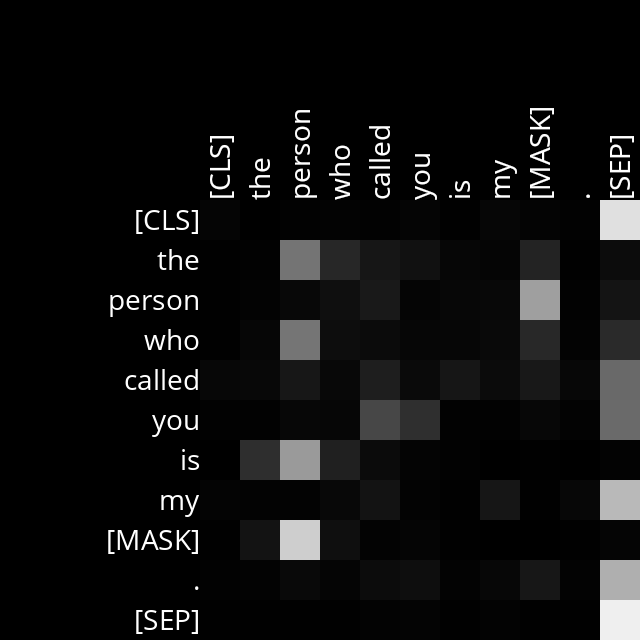 [CLS] the person who called you is my [MASK] . [SEP]
[CLS]
the
person
who
called
you
is
my
[MASK]
.
[SEP]